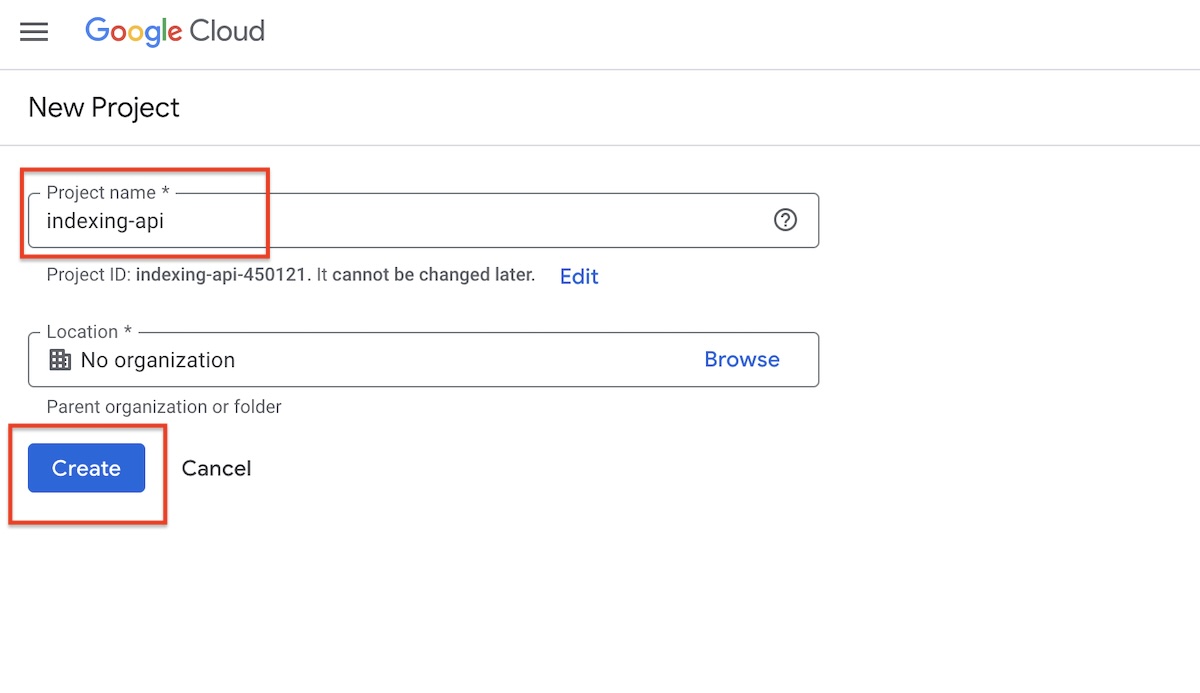 Google Cloud
New Project
Project name *
indexing-api
Project ID: indexing-api-450121. It cannot be changed later. Edit
Location *
No organization Browse
Parent organization or folder
Create Cancel